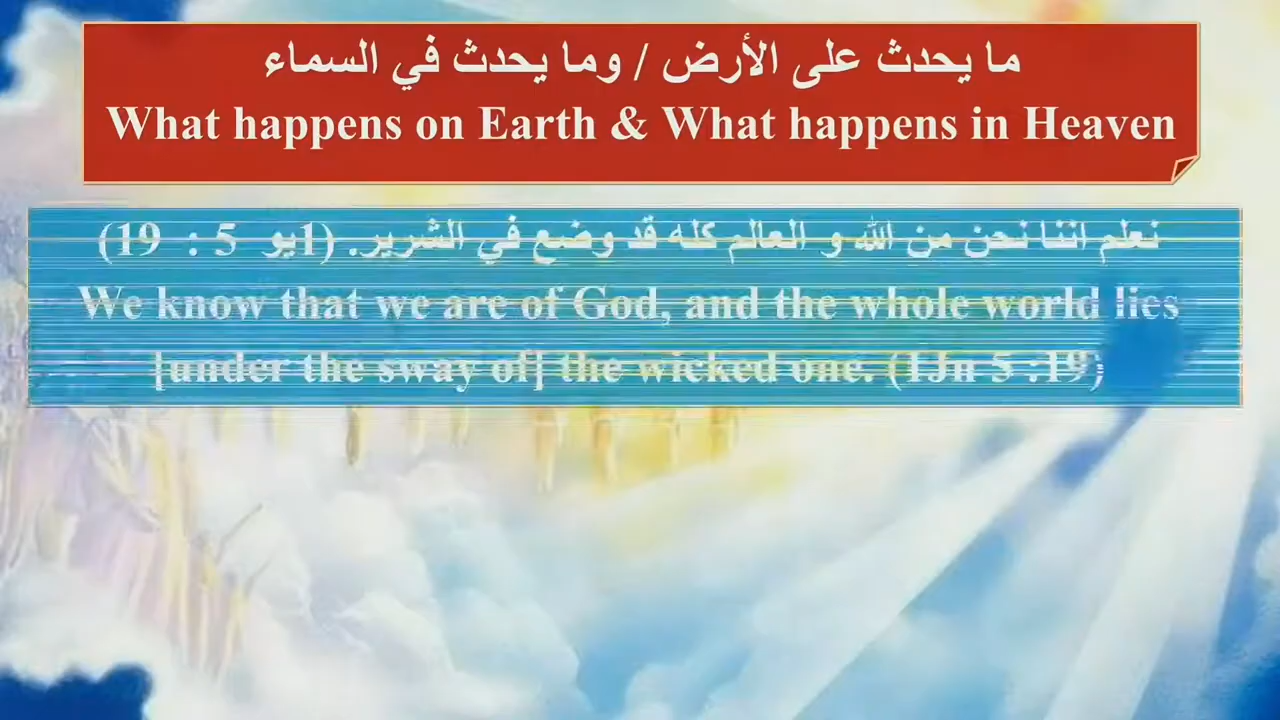 ما يحدث على الأرض / وما يحدث في السماء
What happens on Earth & What happens in Heaven
نعلم اننا نحن من الله و العالم كله قد وضع في الشرير. (1يو 5 : 19)
We know that we are of God, and the whole world lies
[under the sway of] the wicked one. (1Jn 5 :19)